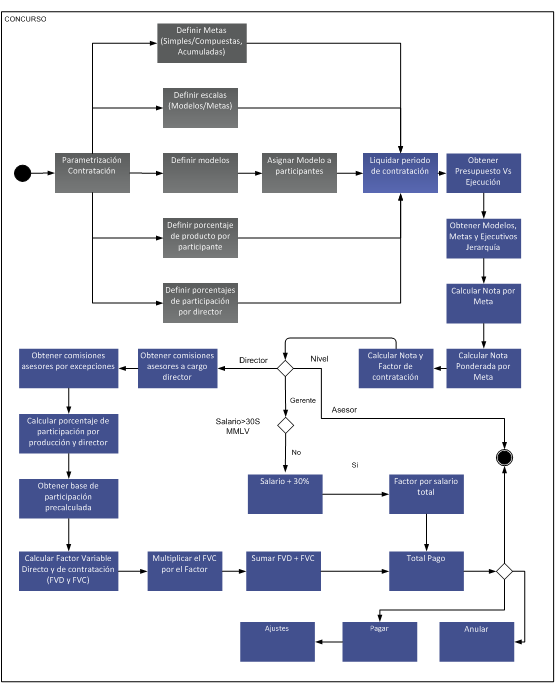 CONCURSO
Definir Metas
(Simples/Compuestas,
Acumuladas)
Definir escalas
(Modelos/Metas)
Parametrización
Contratación
Definir modelos
Asignar Modelo a
participantes
Liquidar periodo
de contratación
Obtener
Presupuesto Vs
Ejecución
Definir porcentaje
de producto por
participante
Obtener Modelos,
Metas y Ejecutivos
Jerarquía
Definir porcentajes
de participación
por director
Calcular Nota por
Meta
Obtener comisiones
asesores por excepciones
Obtener comisiones
asesores a cargo
director
Director
Nivel
Calcular Nota y
Factor de
contratación
Calcular Nota
Ponderada por
Meta
Gerente
Asesor
Calcular porcentaje de
participación por
producción y director
Salario>30S
MMLV
No
Si
Obtener base de
participación
precalculada
Salario + 30%
Factor por salario
total
Calcular Factor Variable
Directo y de contratación
(FVD y FVC)
Multiplicar el FVC
por el Factor
Sumar FVD + FVC
Total Pago
Ajustes
Pagar
Anular